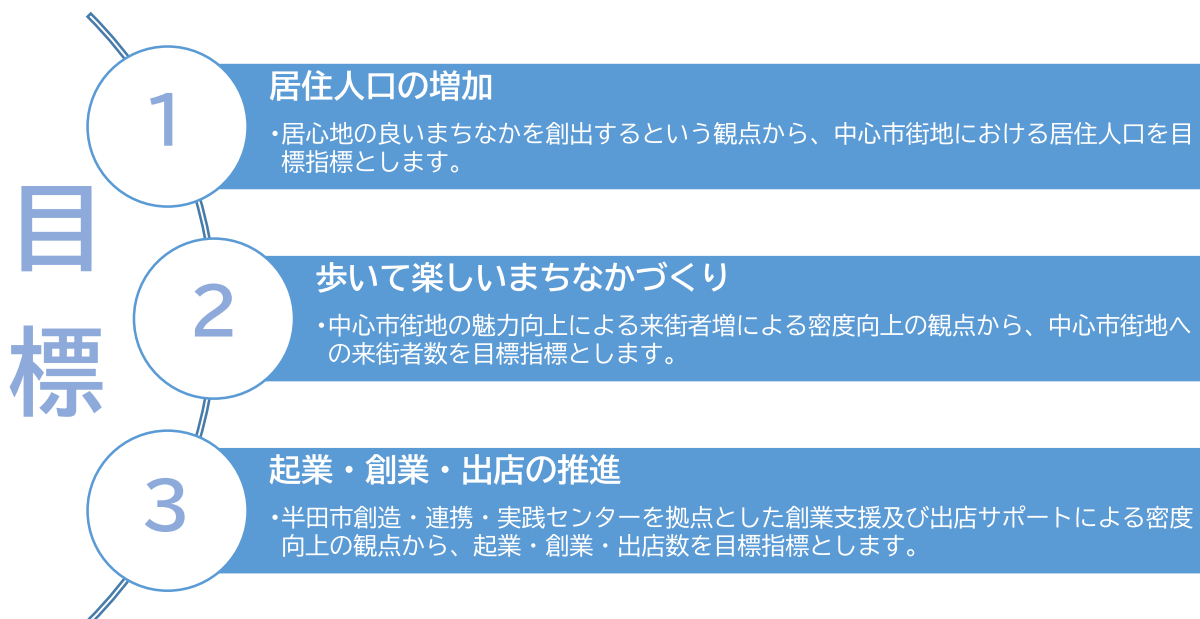 目標
1
居住人口の増加
・居心地の良いまちなかを創出するという観点から、中心市街地における居住人口を目
標指標とします。
2
歩いて楽しいまちなかづくり
・中心市街地の魅力向上による来街者増による密度向上の観点から、中心市街地へ
の来街者数を目標指標とします。
3
起業・創業・出店の推進
・半田市創造・連携・実践センターを拠点とした創業支援及び出店サポートによる密度
向上の観点から、起業・創業・出店数を目標指標とします。